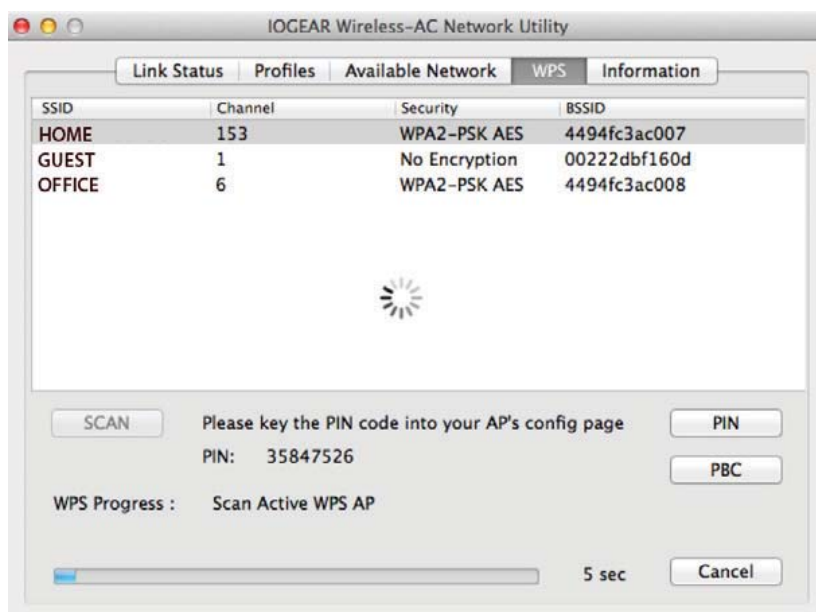 IOGEAR Wireless-AC Network Utility
Link Status Profiles Available Network WPS Information
SSID Channel Security BSSID
HOME 153 WPA2-PSK AES 4494fc3ac007
GUEST 1 No Encryption 00222dbf160d
OFFICE 6 WPA2-PSK AES 4494fc3ac008
SCAN Please key the PIN code into your AP's config page PIN
PIN: 35847526
PBC
WPS Progress : Scan Active WPS AP
5 sec Cancel